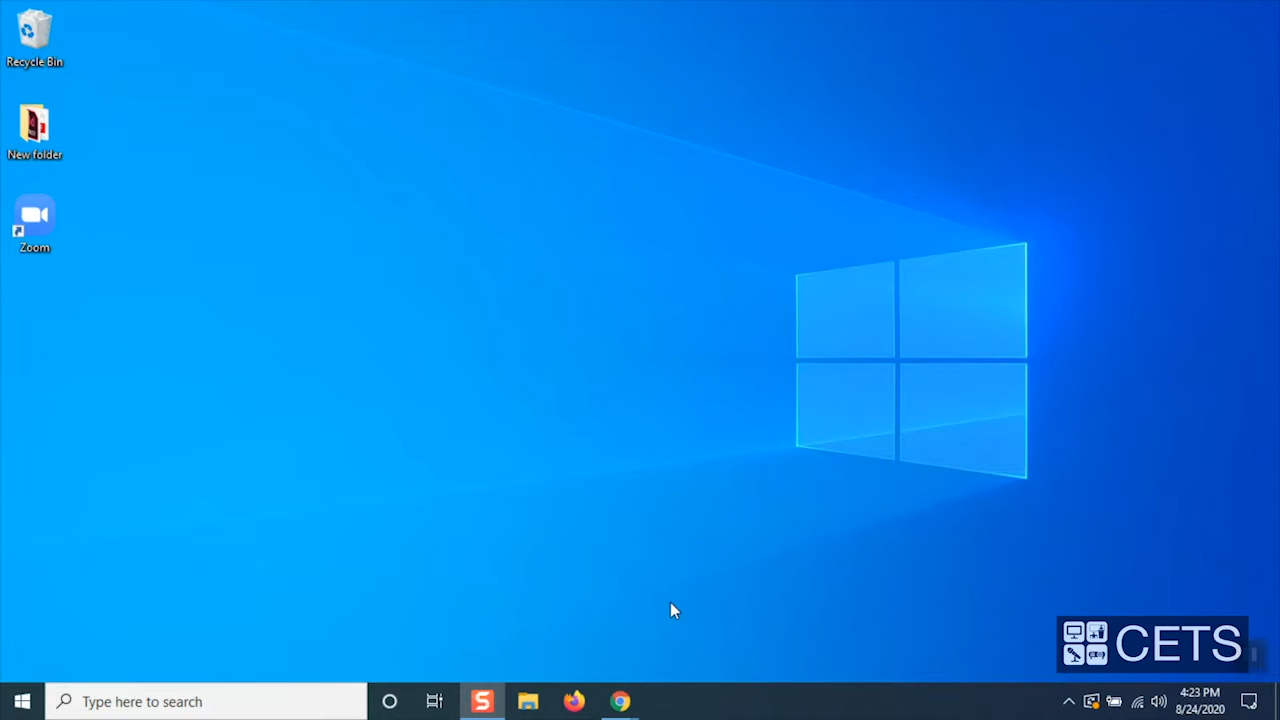 Recycle Bin
New folder
Zoom
CETS
Type here to search
4:23 PM
8/24/2020